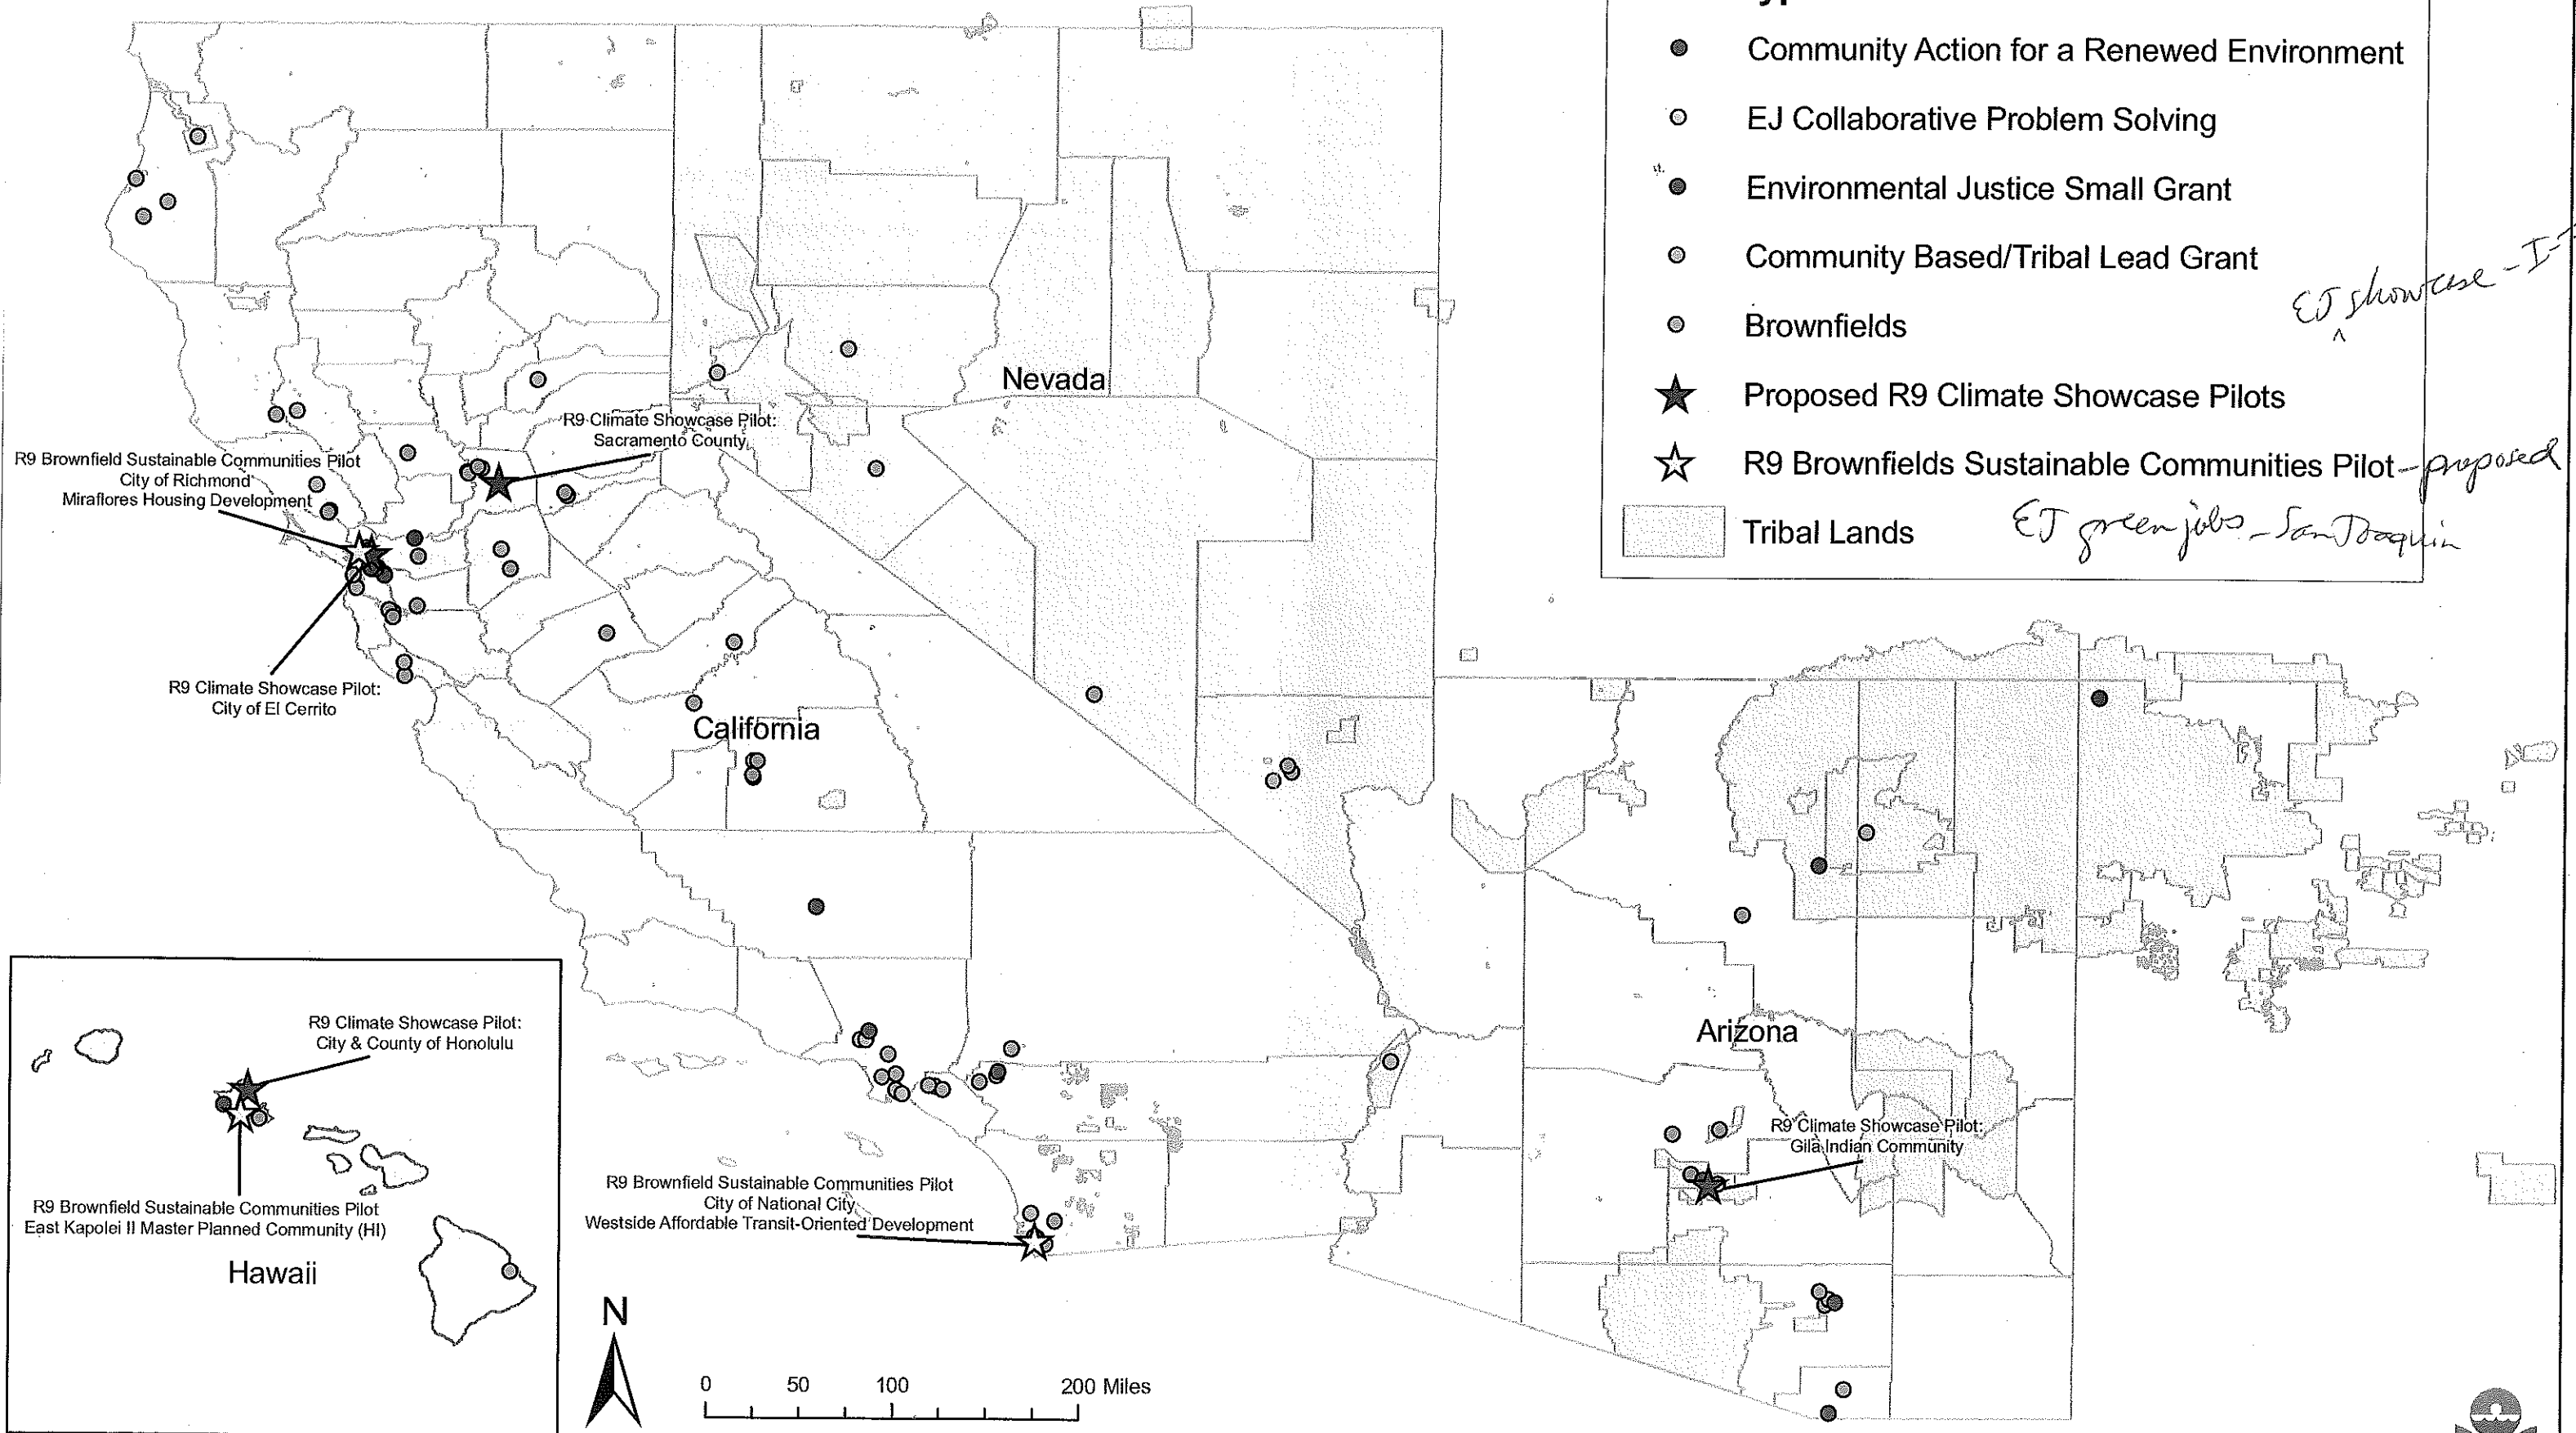 Community Action for a Renewed Environment
EJ Collaborative Problem Solving
Environmental Justice Small Grant
Community Based/Tribal Lead Grant
EJ showcase - I-
Brownfields
Proposed R9 Climate Showcase Pilots
R9 Brownfields Sustainable Communities Pilot - proposed
Tribal Lands
EJ green jobs - San Joaquin
Nevada
R9 Climate Showcase Pilot:
Sacramento County
R9 Brownfield Sustainable Communities Pilot
City of Richmond
Miraflores Housing Development
R9 Climate Showcase Pilot:
City of El Cerrito
California
Arizona
R9 Climate Showcase Pilot:
Gila Indian Community
R9 Climate Showcase Pilot:
City & County of Honolulu
R9 Brownfield Sustainable Communities Pilot
East Kapolei II Master Planned Community (HI)
Hawaii
R9 Brownfield Sustainable Communities Pilot
City of National City
Westside Affordable Transit-Oriented Development
N
0 50 100 200 Miles